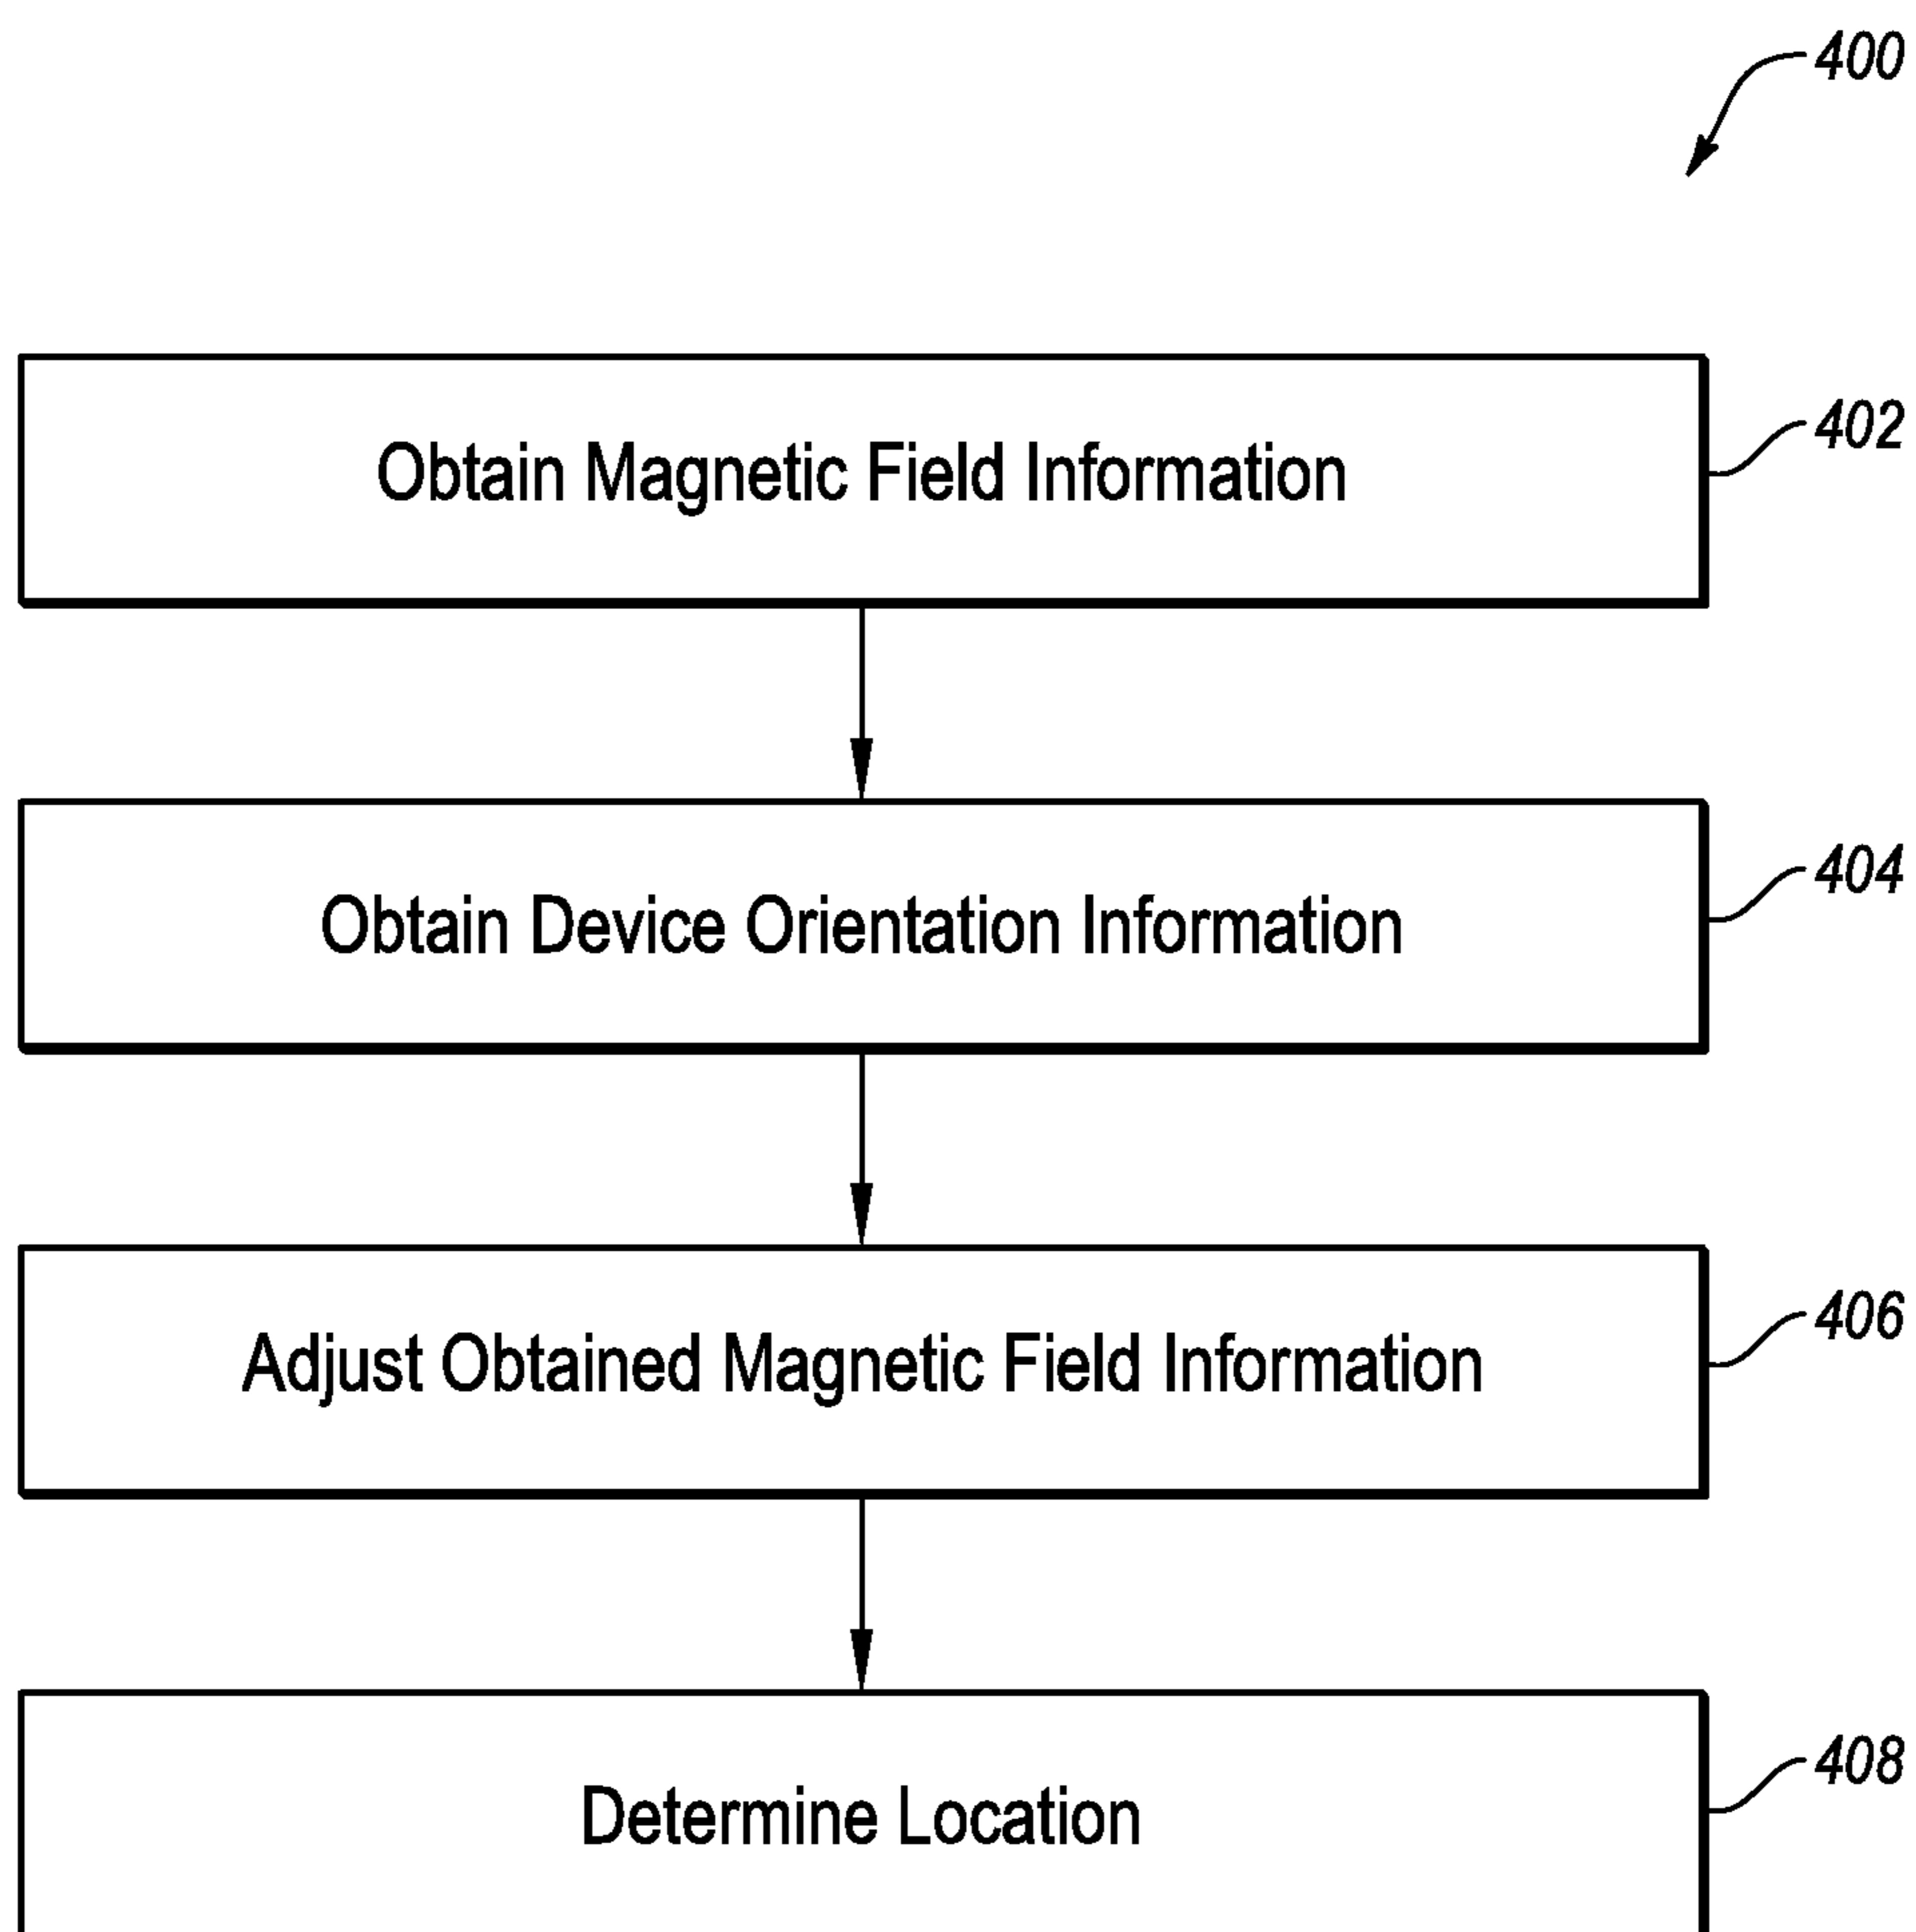 400
Obtain Magnetic Field Information
402
Obtain Device Orientation Information
404
Adjust Obtained Magnetic Field Information
406
Determine Location
408